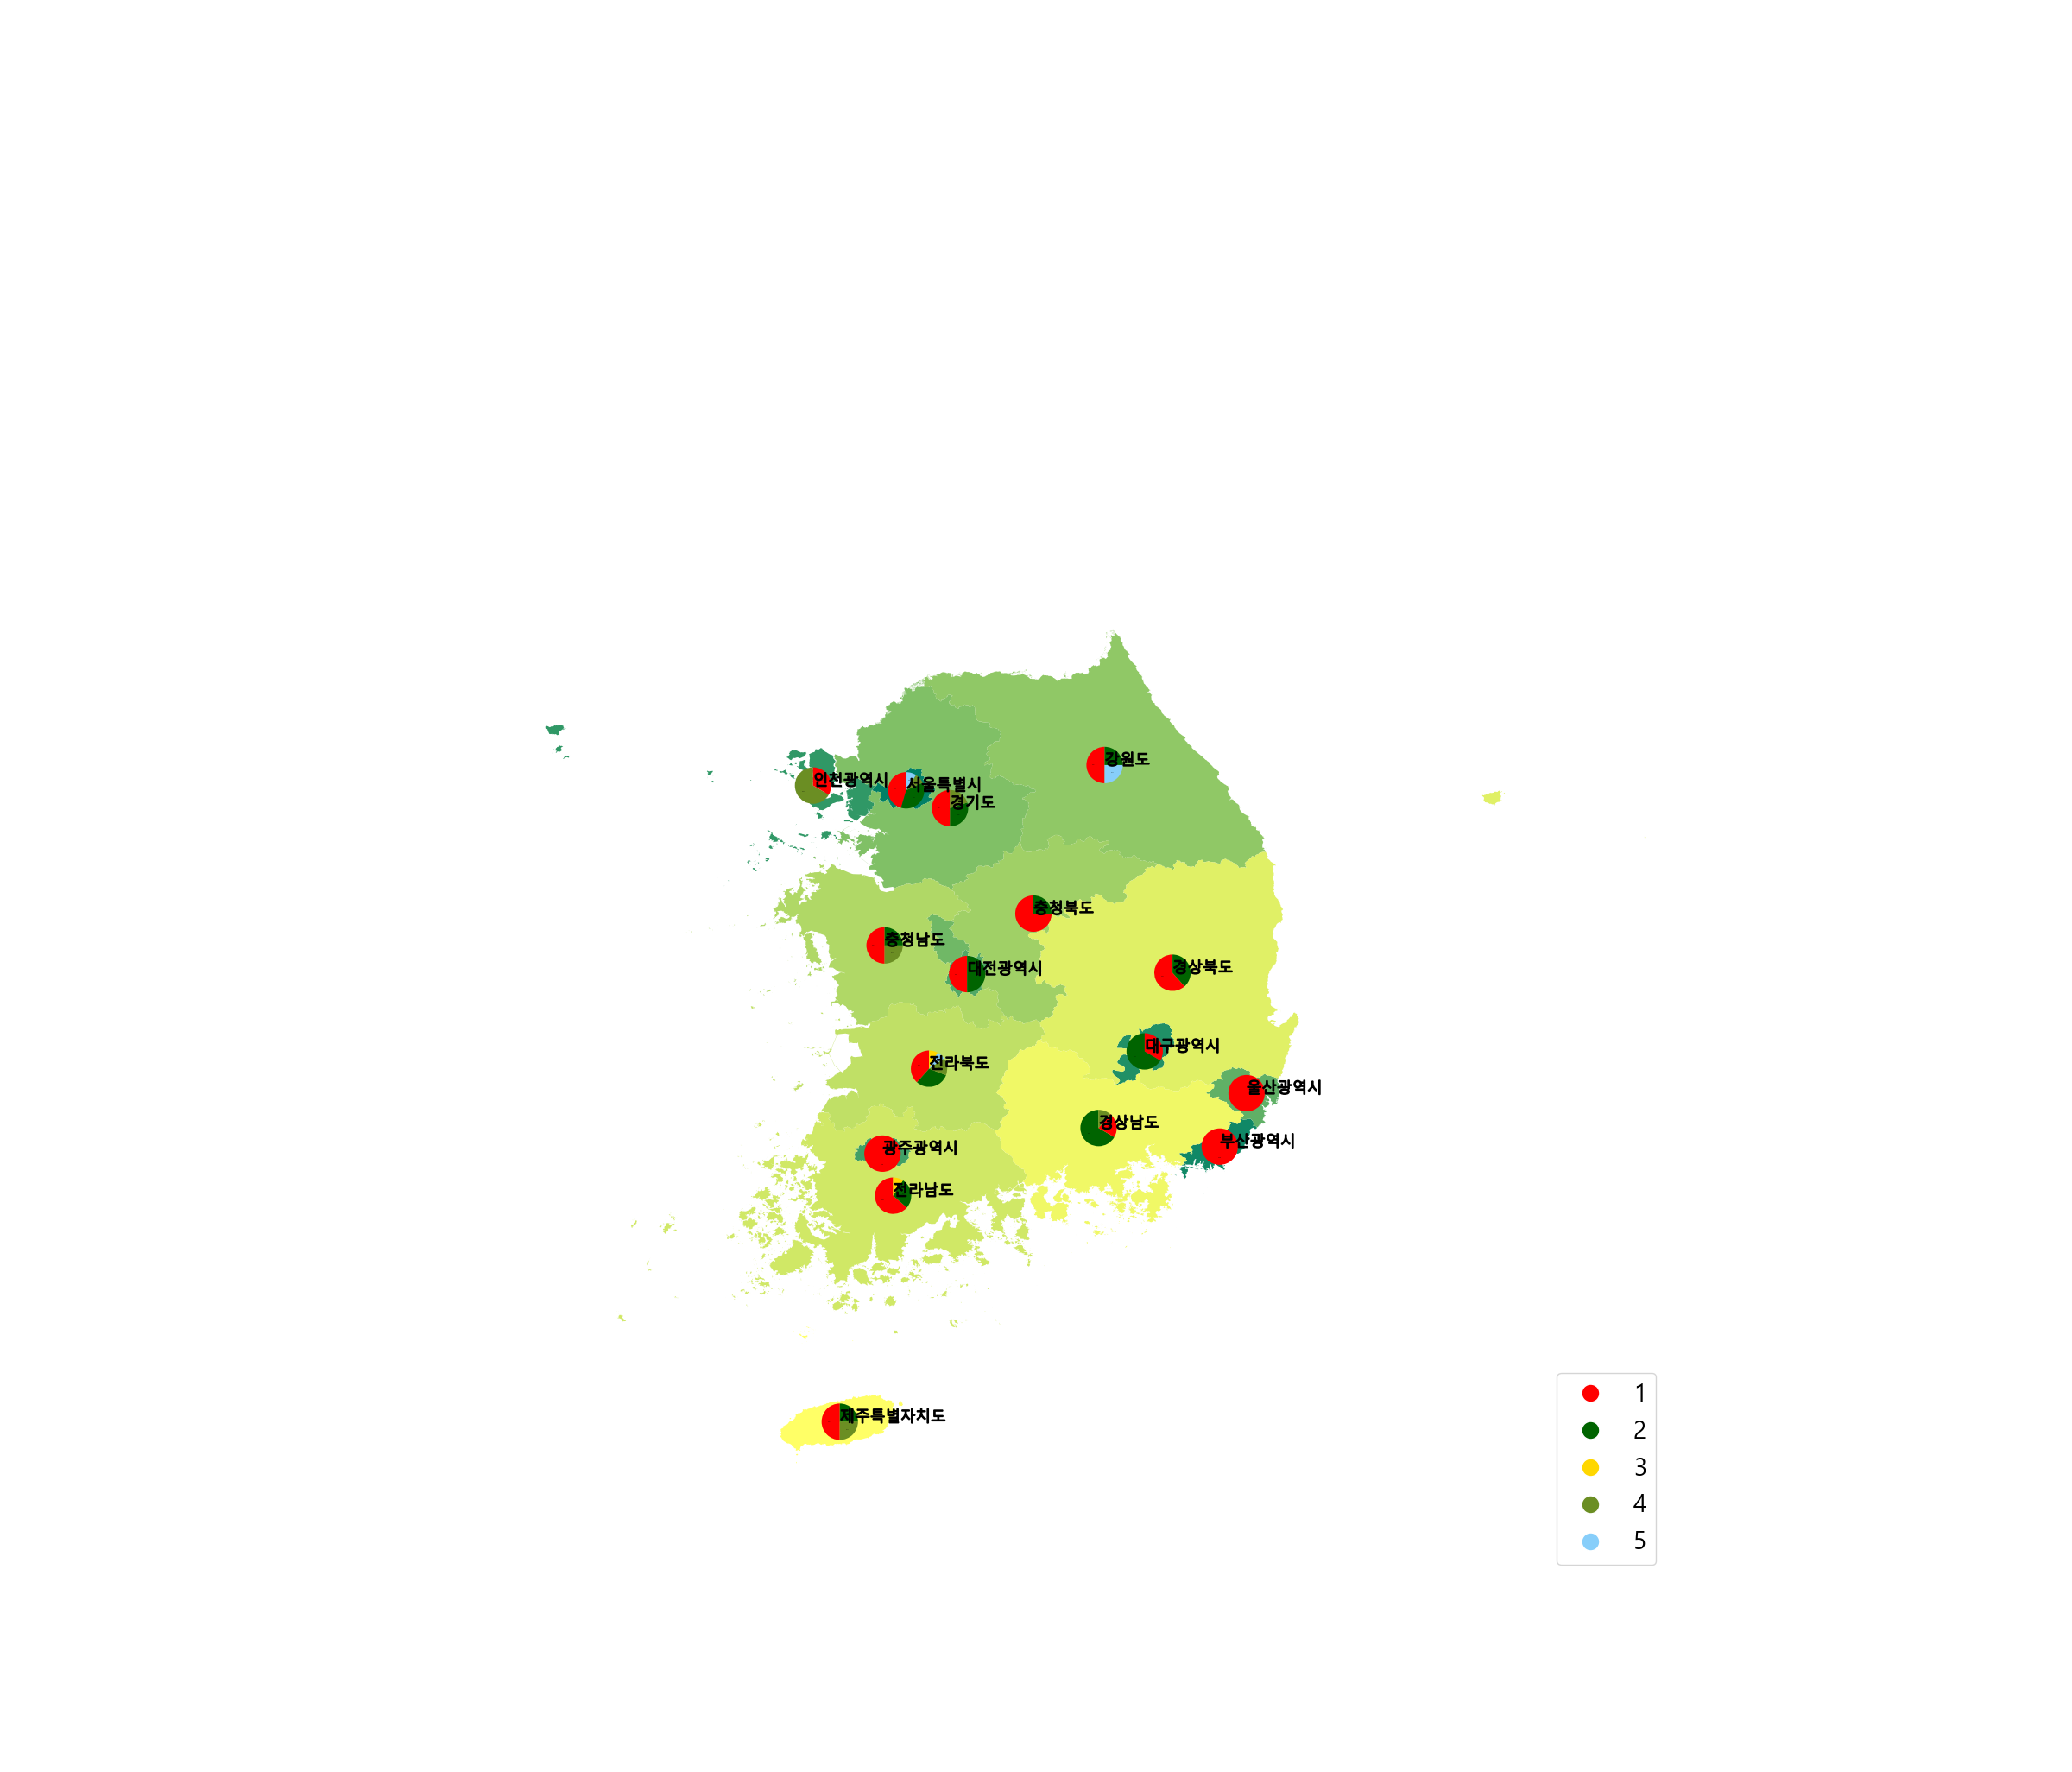 강원도
인천광역시
서울특별시
경기도
충청북도
충청남도
대전광역시
경상북도
대구광역시
전라북도
울산광역시
경상남도
부산광역시
광주광역시
전라남도
제주특별자치도
1
2
3
4
5